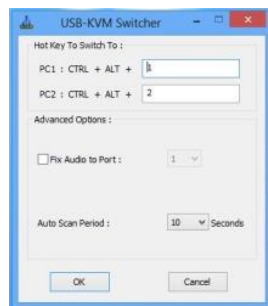 USB-KVM Switcher
Hot Key To Switch To :
PC1 : CTRL + ALT + 1
PC2 : CTRL + ALT + 2
Advanced Options :
Fix Audio to Port : 1
Auto Scan Period : 10 Seconds
OK Cancel